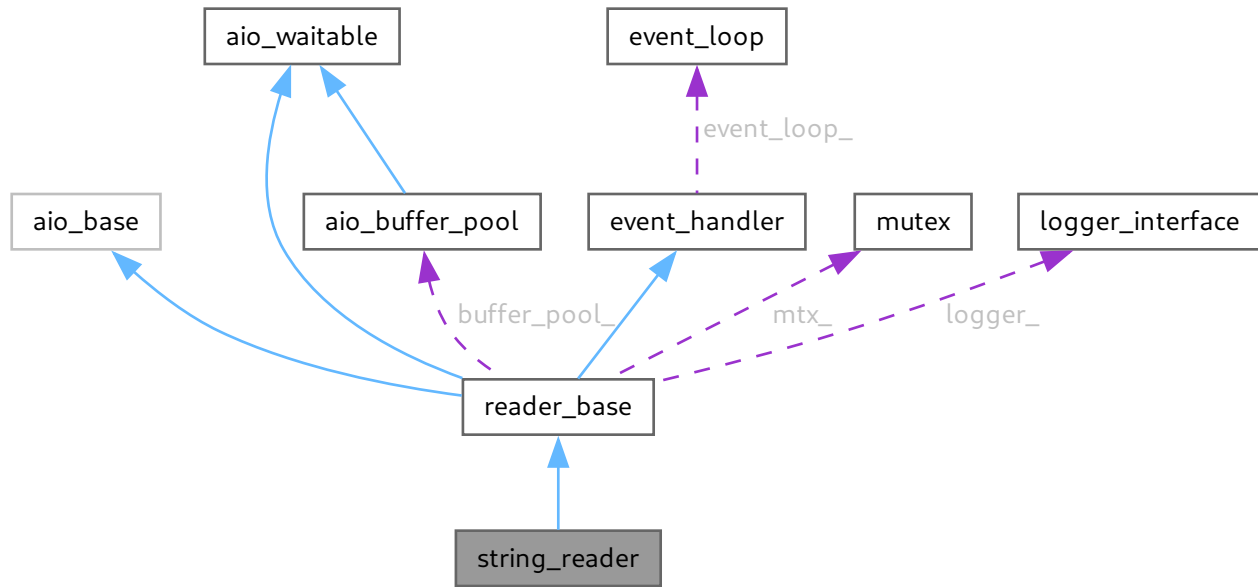 aio_waitable
event_loop
event_loop_
aio_base
aio_buffer_pool
event_handler
mutex
logger_interface
buffer_pool_
mtx_
logger_
reader_base
string_reader